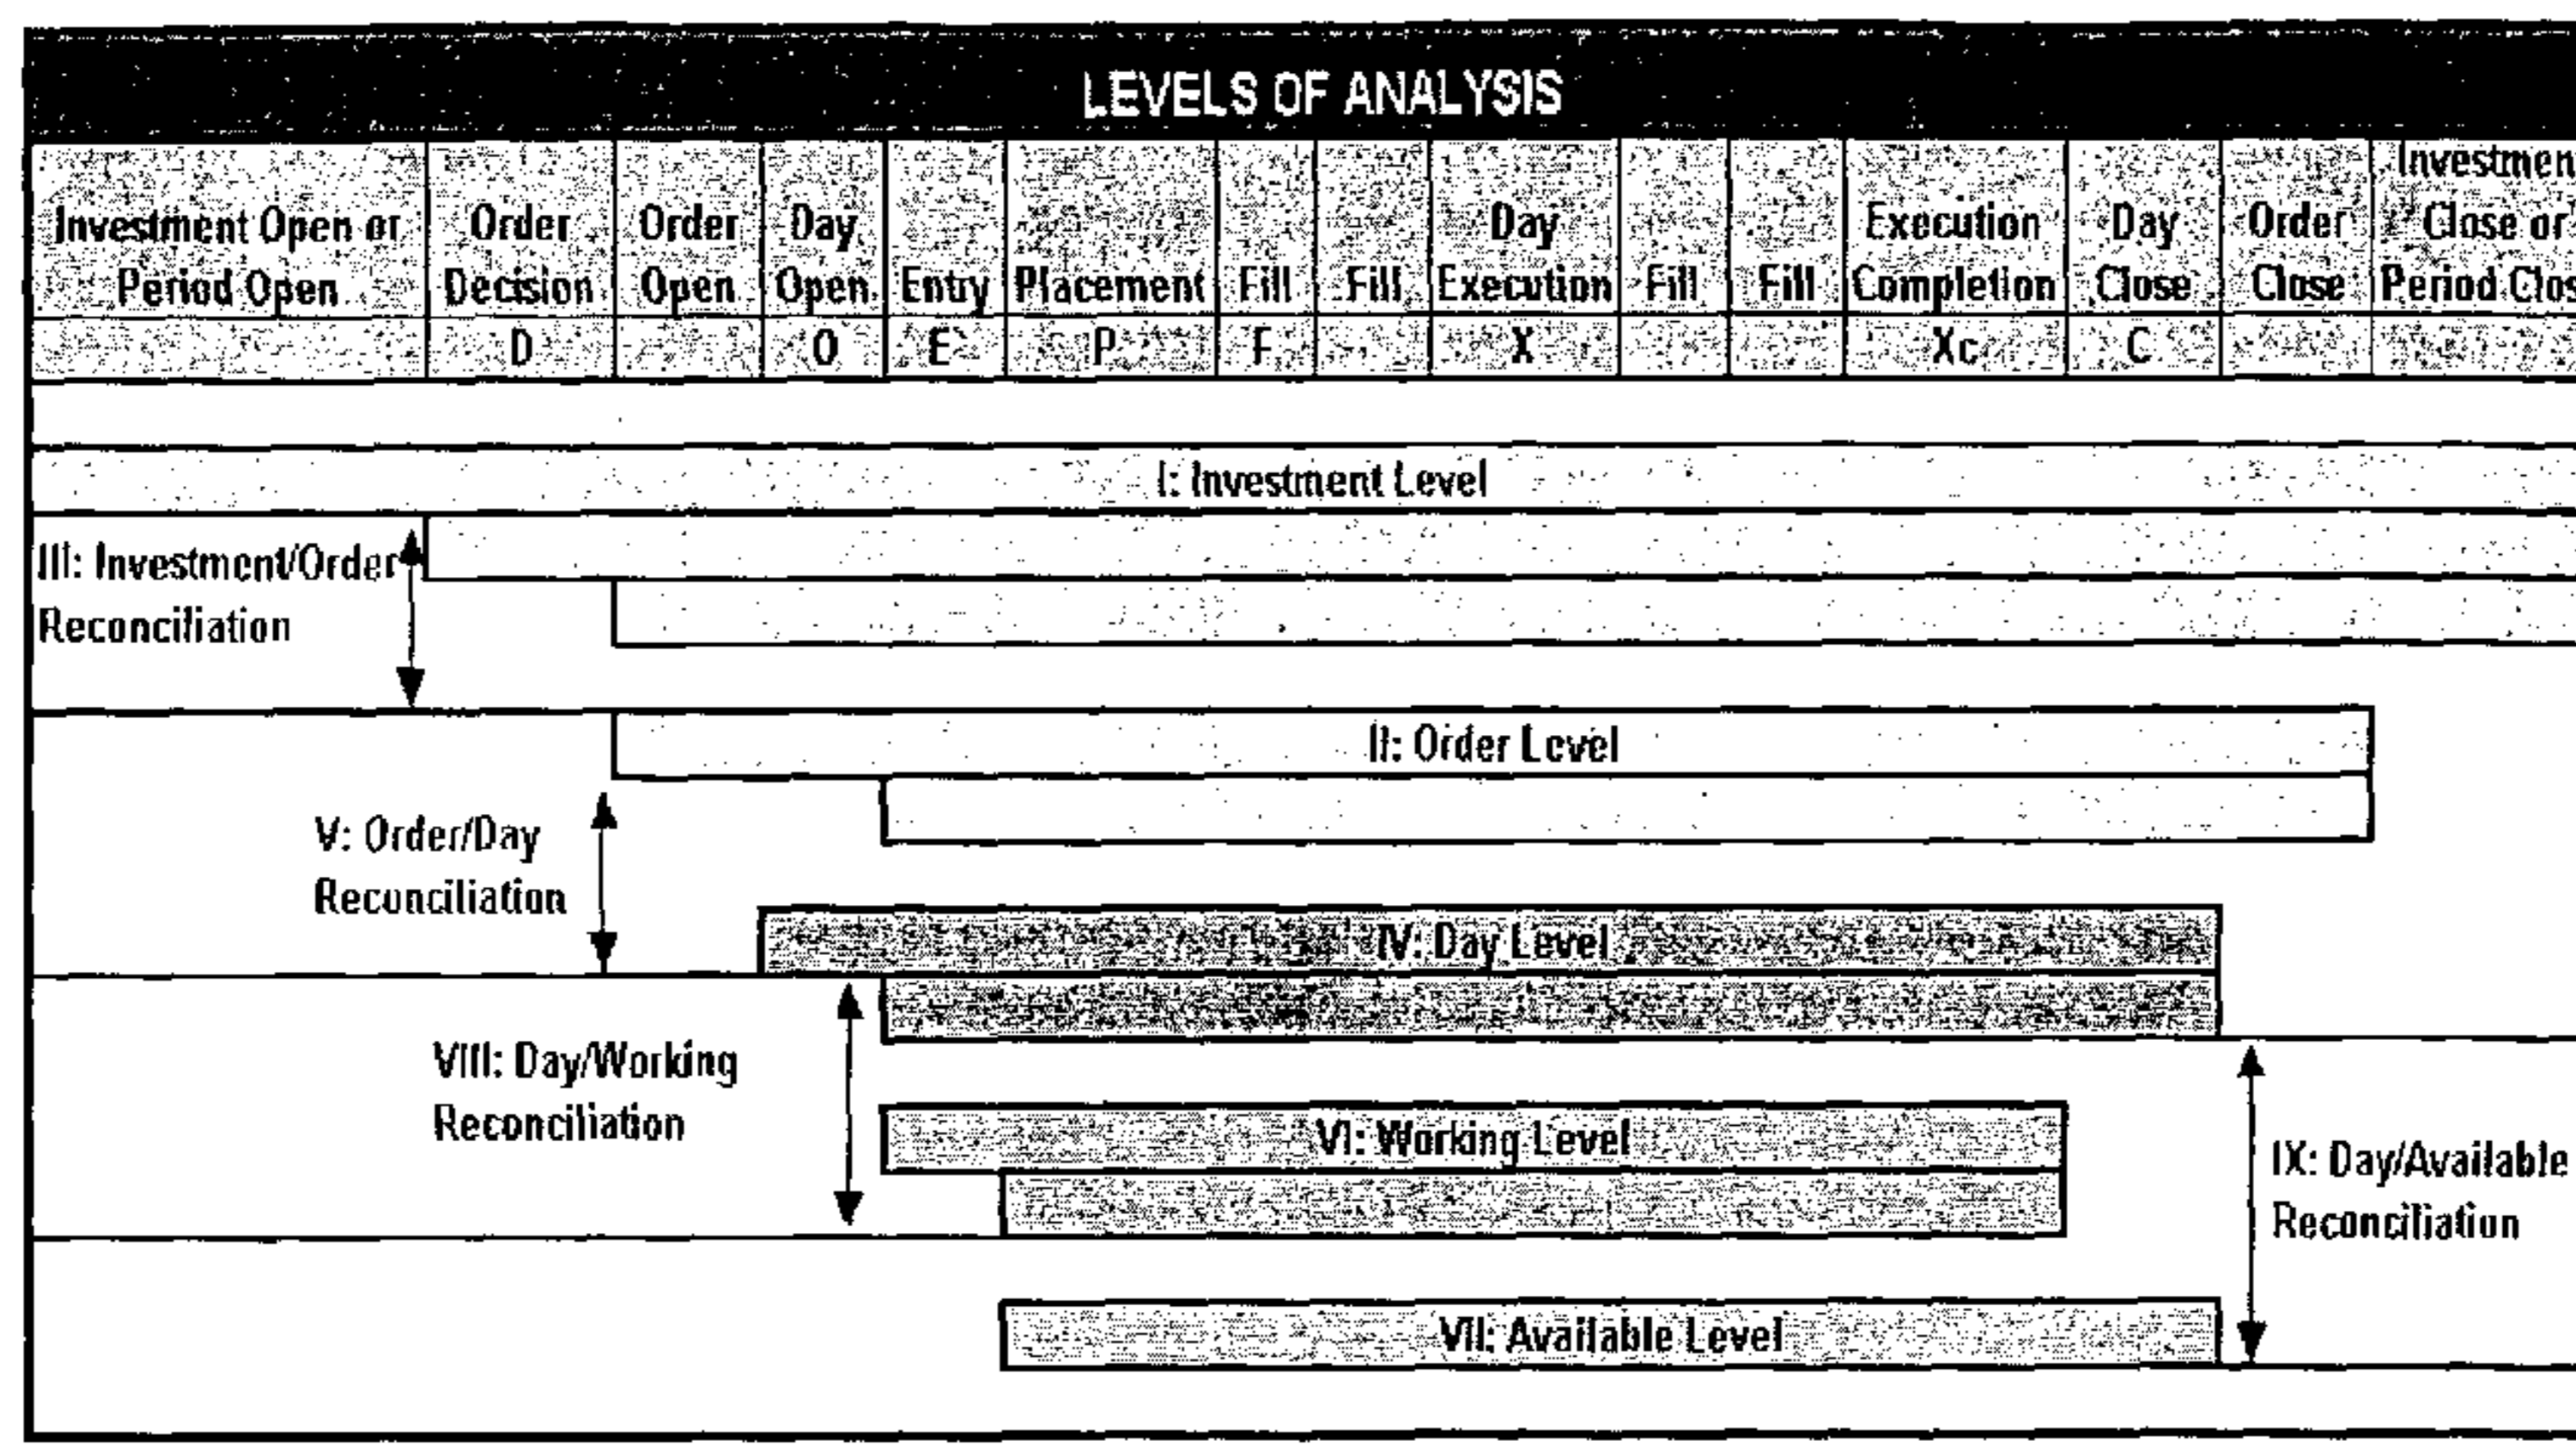 LEVELS OF ANALYSIS
Investment Open or
Period Open
Order
Decision
Order
Open
Day
Open
Entry
Placement
Fill
Fill
Day
Execution
Fill
Fill
Execution
Completion
Day
Close
Order
Close
Close or
D
O
E
P
F
X
Xc
C
I: Investment Level
III: Investment/Order
Reconciliation
II: Order Level
V: Order/Day
Reconciliation
IV: Day Level
VIII: Day/Working
Reconciliation
VI: Working Level
IX: Day/Available
Reconciliation
VII: Available Level